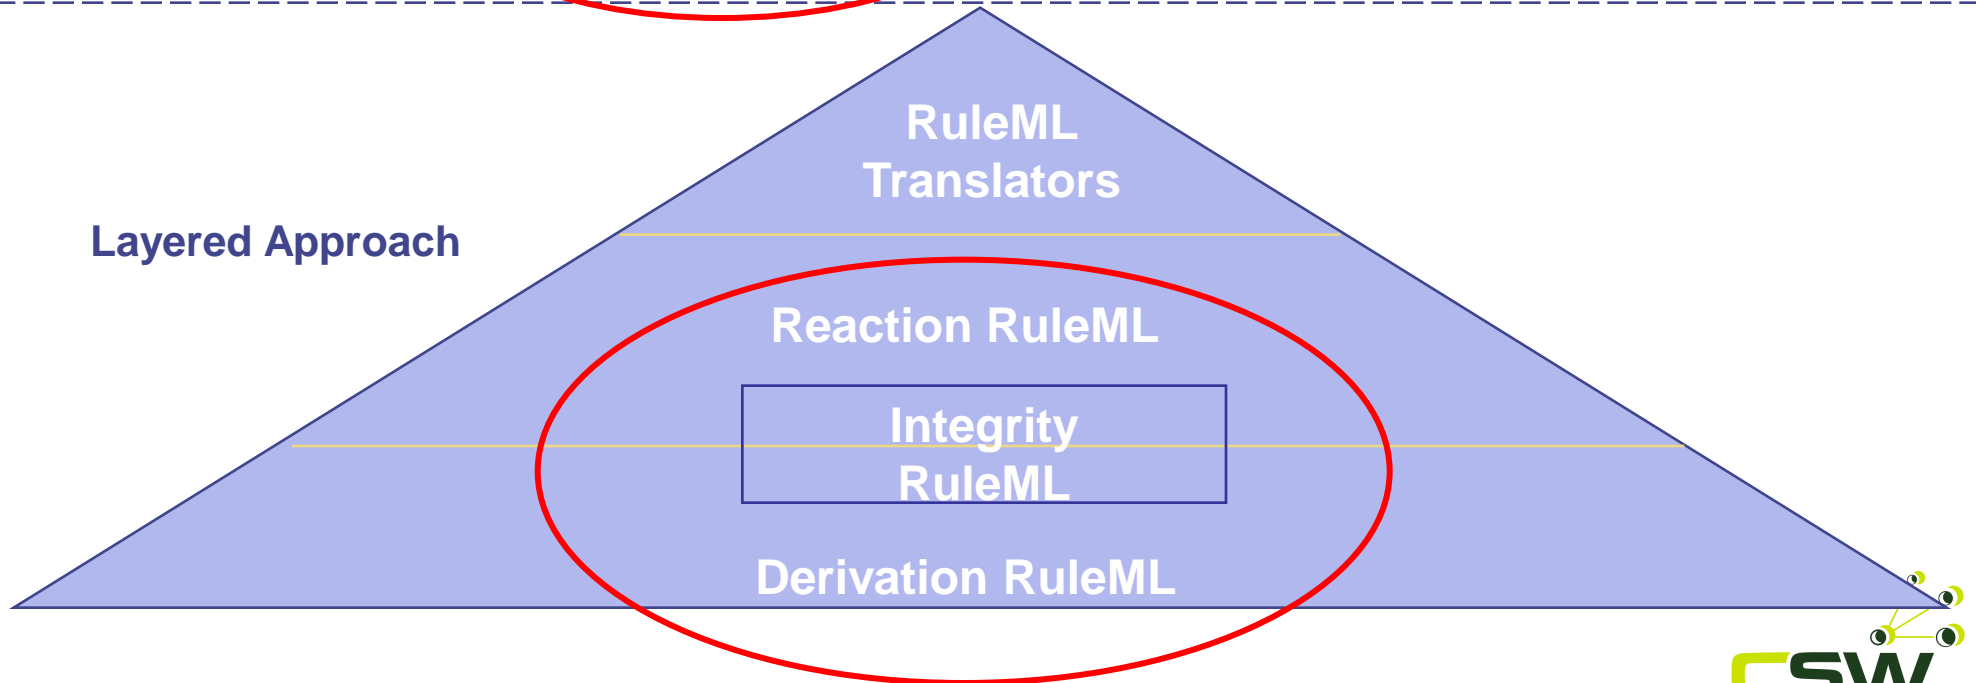 RuleML
Translators
Layered Approach
Reaction RuleML
Integrity
RuleML
Derivation RuleML